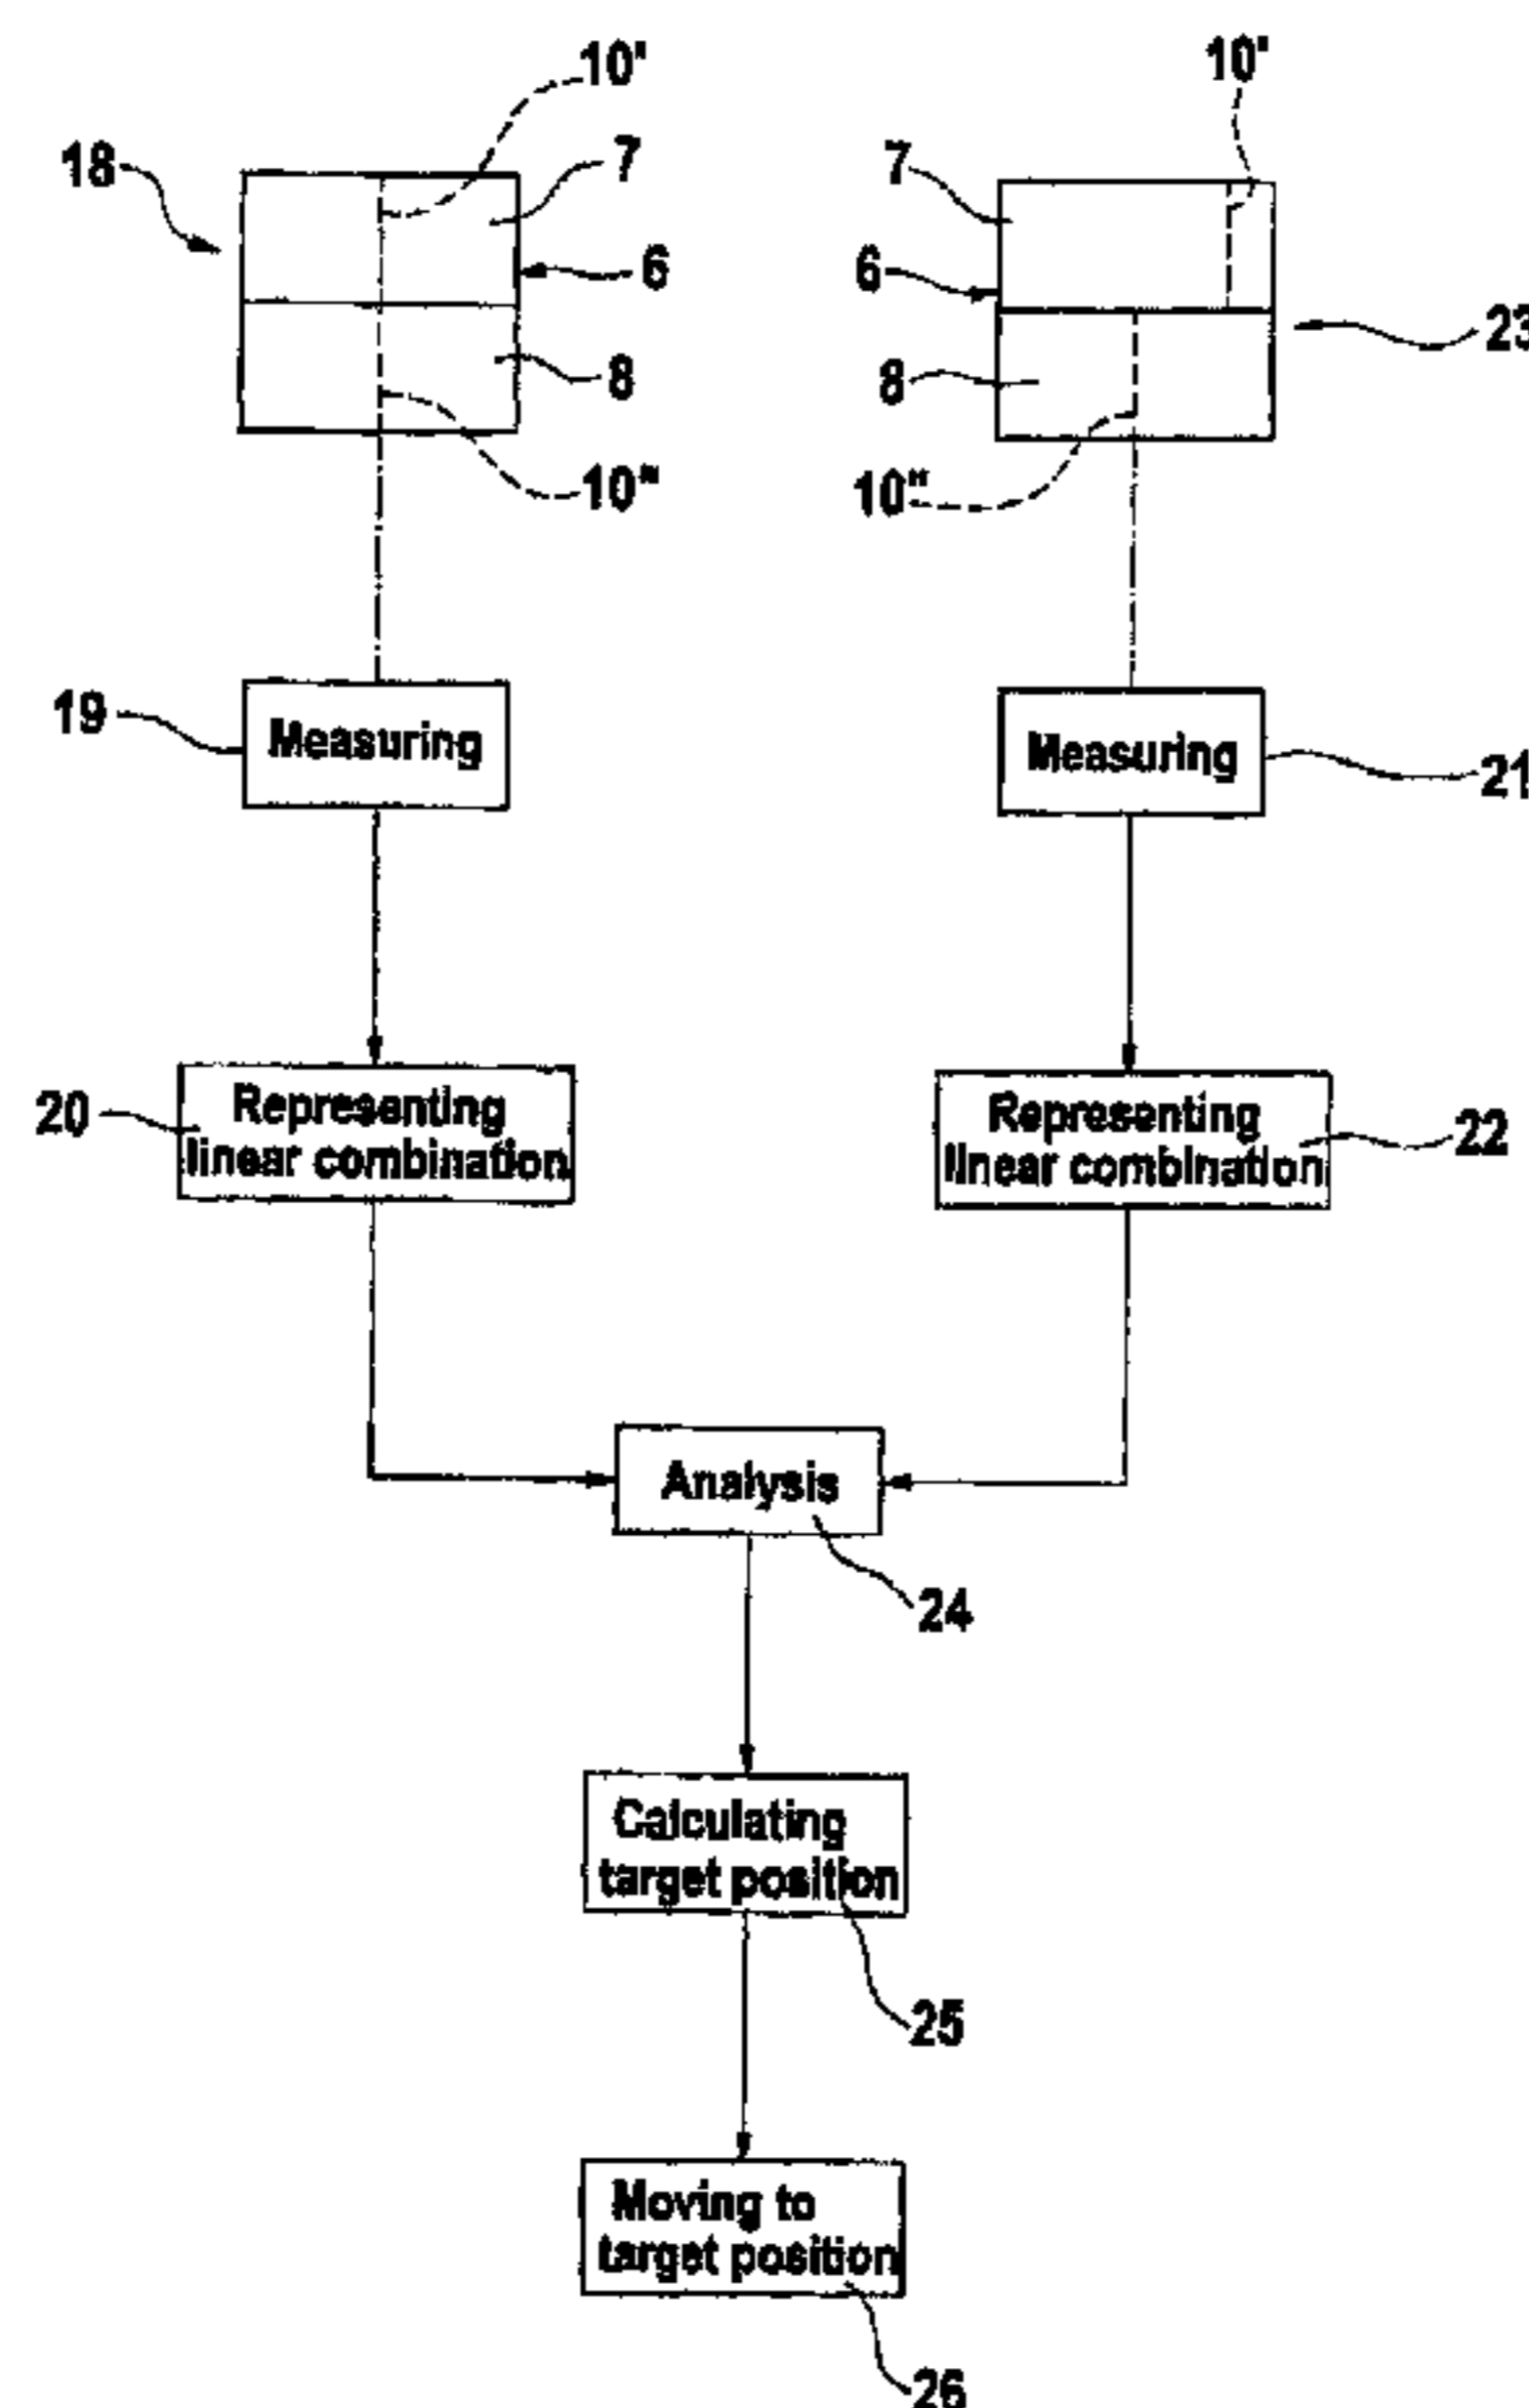 10'
10'
18
7
7
6
6
23
8
8
10"
10"
19
Measuring
Measuring
21
20
Representing
linear combination
Representing
linear combination
22
Analysis
24
Calculating
target position
25
Moving to
target position
26